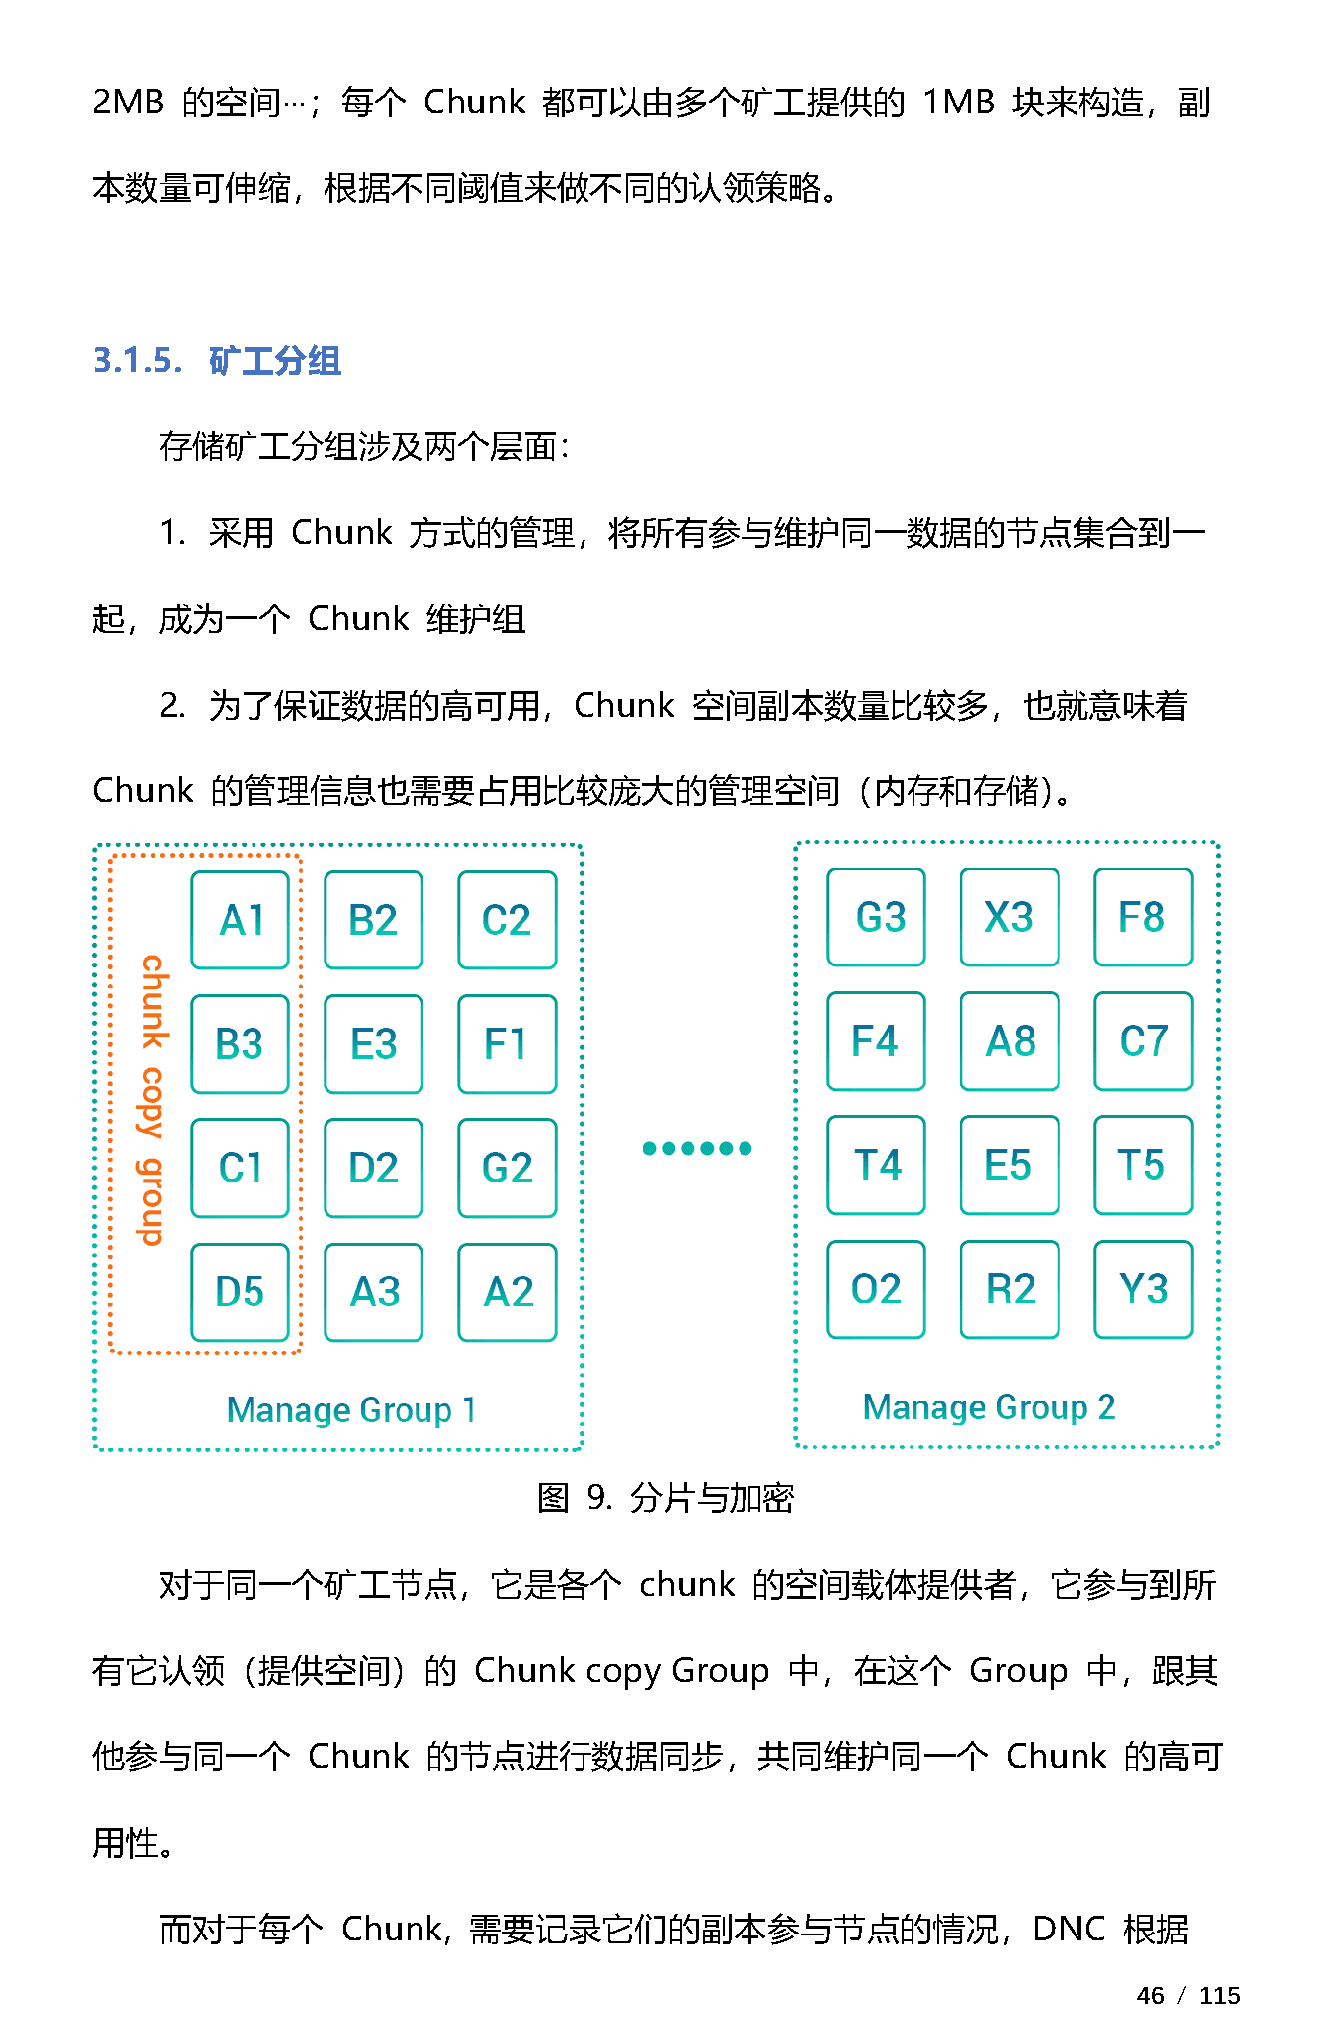 2MB 的空间…；每个 Chunk 都可以由多个矿工提供的 1MB 块来构造，副
本数量可伸缩，根据不同阈值来做不同的认领策略。
3.1.5. 矿工分组
存储矿工分组涉及两个层面：
1. 采用 Chunk 方式的管理，将所有参与维护同一数据的节点集合到一
起，成为一个 Chunk 维护组
2. 为了保证数据的高可用，Chunk 空间副本数量比较多，也就意味着
Chunk 的管理信息也需要占用比较庞大的管理空间（内存和存储）。
chunk copy group
A1 B2 C2
B3 E3 F1
C1 D2 G2
D5 A3 A2
Manage Group 1
G3 X3 F8
F4 A8 C7
T4 E5 T5
O2 R2 Y3
Manage Group 2
图 9. 分片与加密
对于同一个矿工节点，它是各个 chunk 的空间载体提供者，它参与到所
有它认领（提供空间）的 Chunk copy Group 中，在这个 Group 中，跟其
他参与同一个 Chunk 的节点进行数据同步，共同维护同一个 Chunk 的高可
用性。
而对于每个 Chunk, 需要记录它们的副本参与节点的情况，DNC 根据
46 / 115